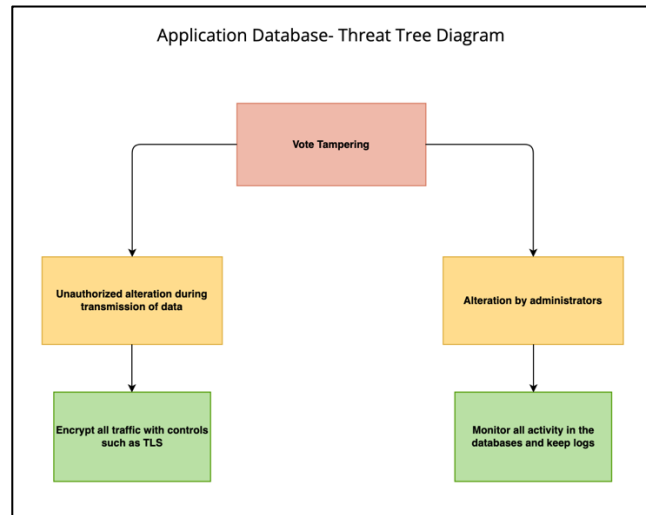 Application Database- Threat Tree Diagram
Vote Tampering
Unauthorized alteration during
transmission of data
Alteration by administrators
Encrypt all traffic with controls
such as TLS
Monitor all activity in the
databases and keep logs